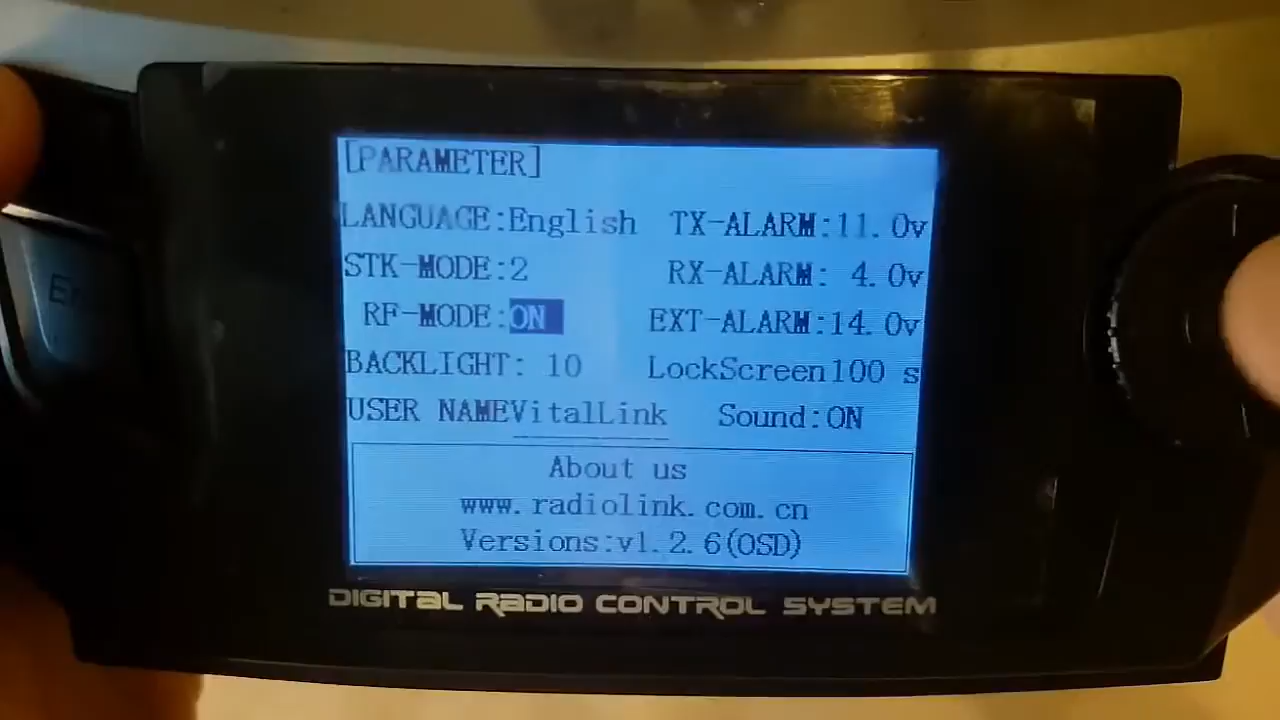 [PARAMETER]
LANGUAGE:English TX-ALARM:11.0v
STK-MODE:2 RX-ALARM: 4.0v
RF-MODE:ON EXT-ALARM:14.0v
BACKLIGHT: 10 LockScreen100 s
USER NAMEVitalLink Sound:ON
About us
www.radiolink.com.cn
Versions:v1.2.6(OSD)
DIGITAL RADIO CONTROL SYSTEM